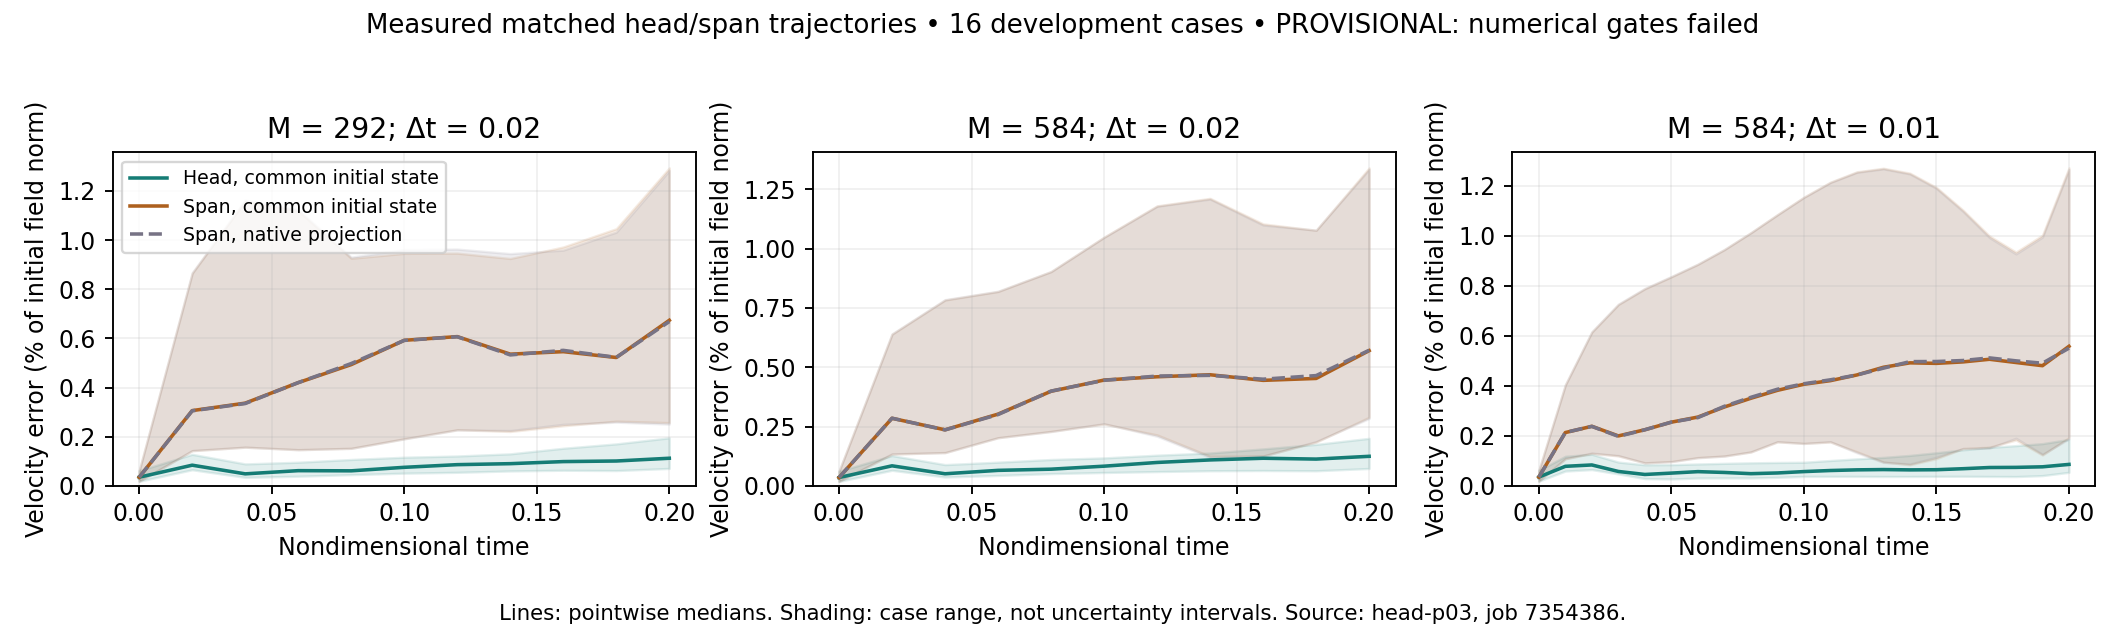 Measured matched head/span trajectories • 16 development cases • PROVISIONAL: numerical gates failed
M = 292; Δt = 0.02
Velocity error (% of initial field norm)
1.2
1.0
0.8
0.6
0.4
0.2
0.0
Head, common initial state
Span, common initial state
Span, native projection
0.00 0.05 0.10 0.15 0.20
Nondimensional time
M = 584; Δt = 0.02
Velocity error (% of initial field norm)
1.25
1.00
0.75
0.50
0.25
0.00
0.00 0.05 0.10 0.15 0.20
Nondimensional time
M = 584; Δt = 0.01
Velocity error (% of initial field norm)
1.2
1.0
0.8
0.6
0.4
0.2
0.0
0.00 0.05 0.10 0.15 0.20
Nondimensional time
Lines: pointwise medians. Shading: case range, not uncertainty intervals. Source: head-p03, job 7354386.